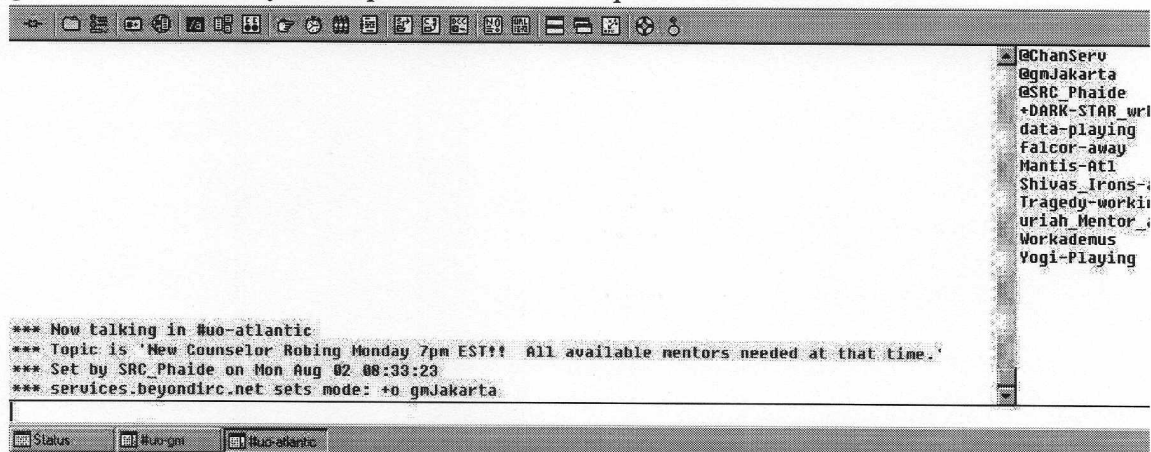 @ChanServ
@gmJakarta
@SRC_Phaide
+DARK-STAR_wrk
data-playing
falcor-away
Mantis-Atl
Shivas_Irons-a
Tragedy-workin
uriah_Mentor_a
Workademus
Yogi-Playing
*** Now talking in #uo-atlantic
*** Topic is 'New Counselor Robing Monday 7pm EST!!  All available mentors needed at that time.'
*** Set by SRC_Phaide on Mon Aug 02 08:33:23
*** services.beyondirc.net sets mode: +o gmJakarta
Status
#uo-gm
#uo-atlantic